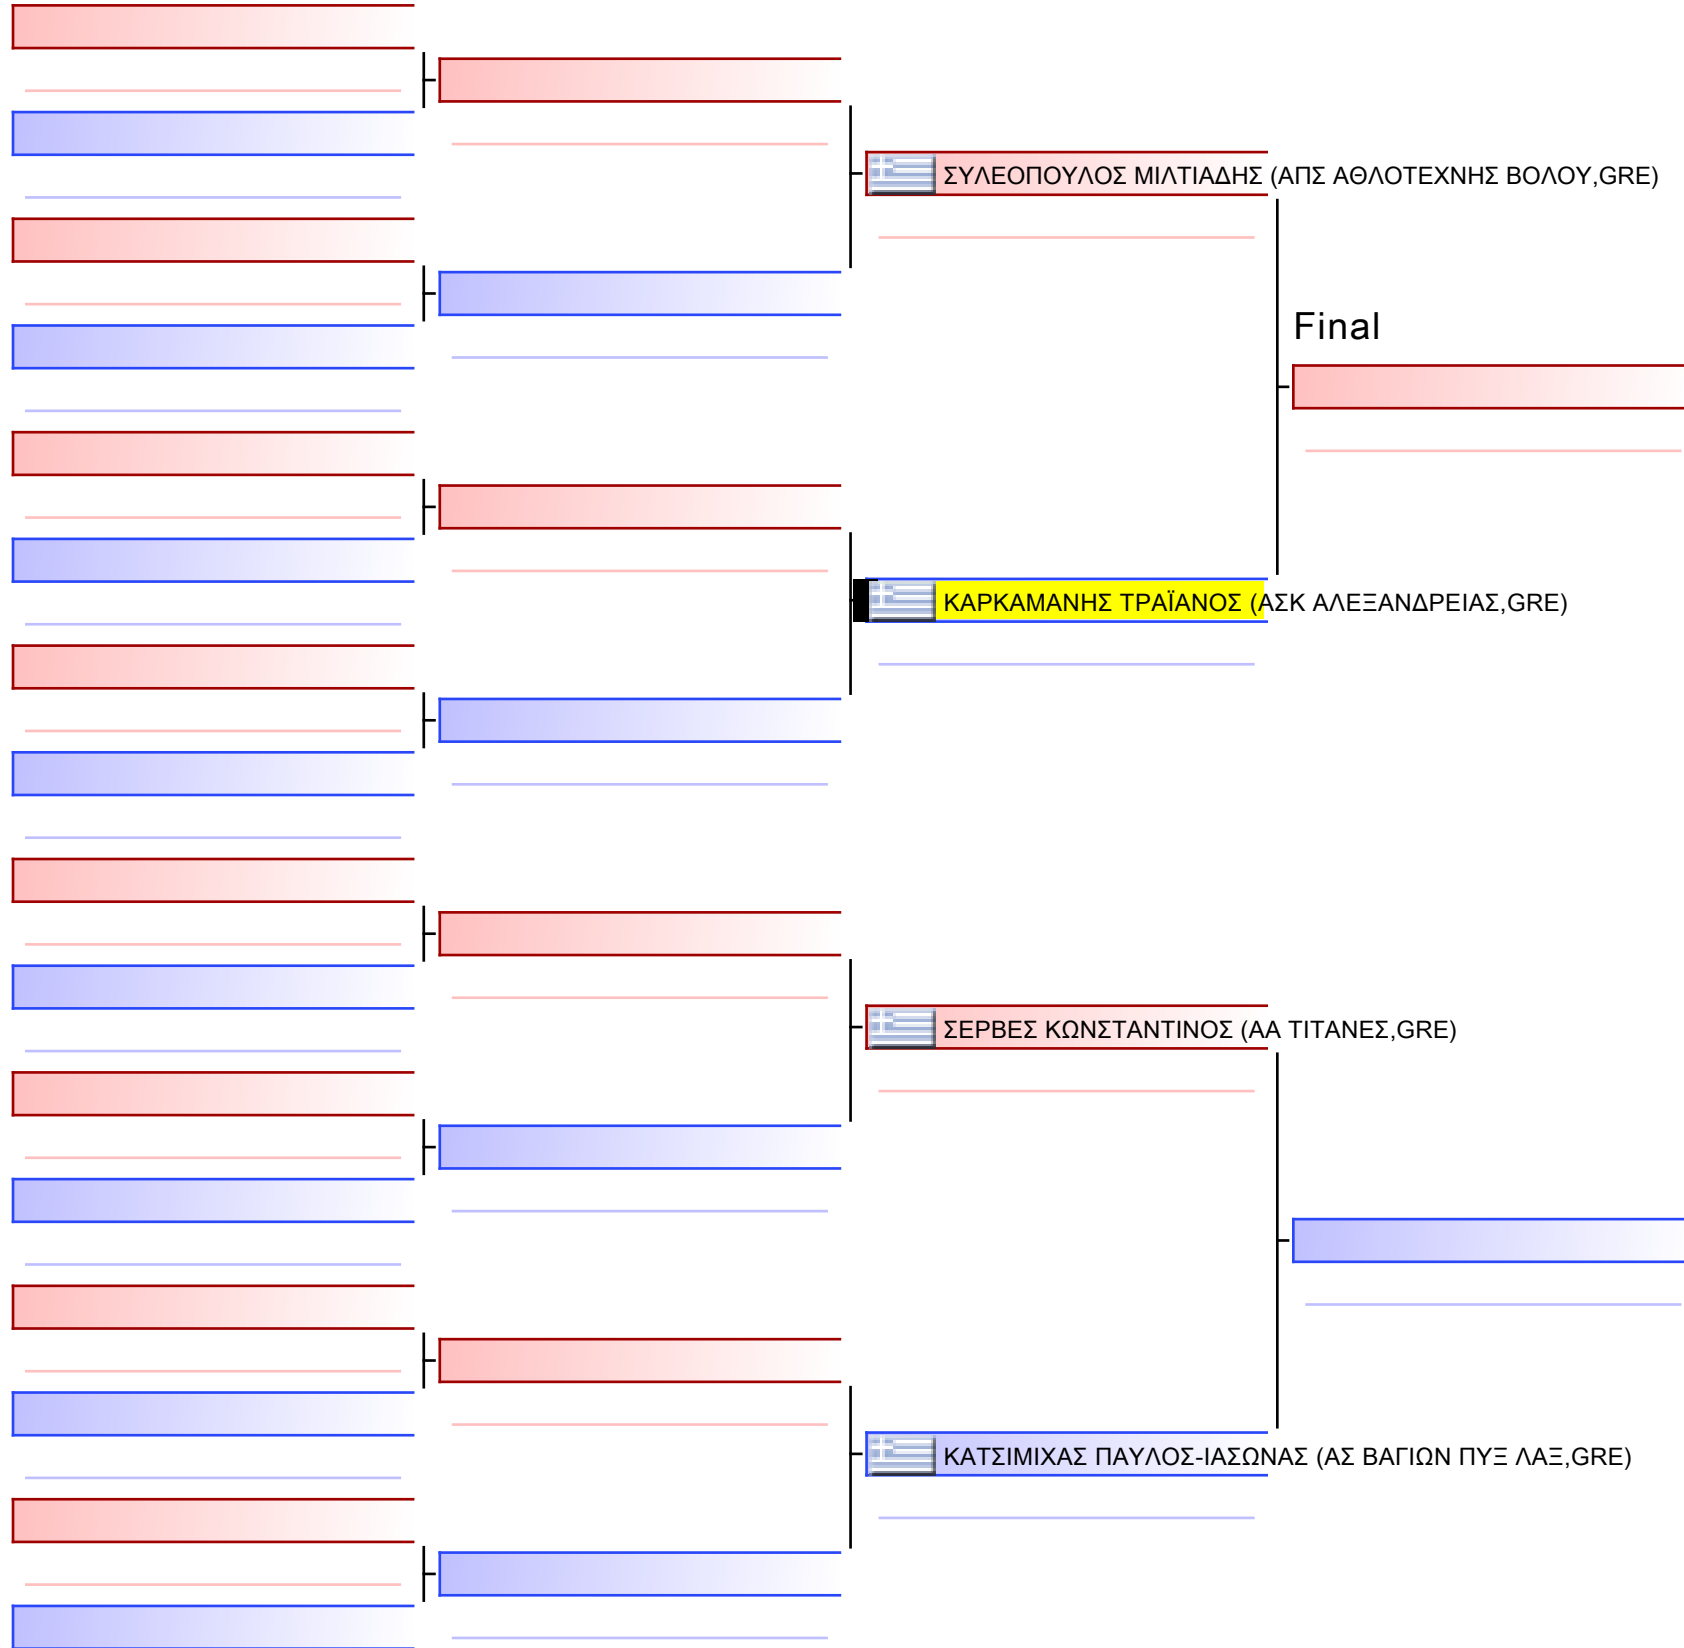 ΣΥΛΕΟΠΟΥΛΟΣ ΜΙΛΤΙΑΔΗΣ (ΑΠΣ ΑΘΛΟΤΕΧΝΗΣ ΒΟΛΟΥ,GRE)
Final
ΚΑΡΚΑΜΑΝΗΣ ΤΡΑΪΑΝΟΣ (ΑΣΚ ΑΛΕΞΑΝΔΡΕΙΑΣ,GRE)
ΣΕΡΒΕΣ ΚΩΝΣΤΑΝΤΙΝΟΣ (ΑΑ ΤΙΤΑΝΕΣ,GRE)
ΚΑΤΣΙΜΙΧΑΣ ΠΑΥΛΟΣ-ΙΑΣΩΝΑΣ (ΑΣ ΒΑΓΙΩΝ ΠΥΞ ΛΑΞ,GRE)